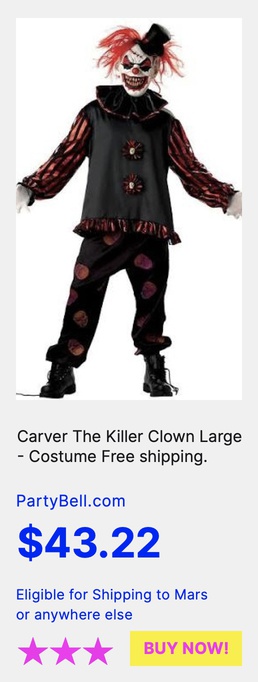 Carver The Killer Clown Large
- Costume Free shipping.
PartyBell.com
$43.22
Eligible for Shipping to Mars
or anywhere else
BUY NOW!